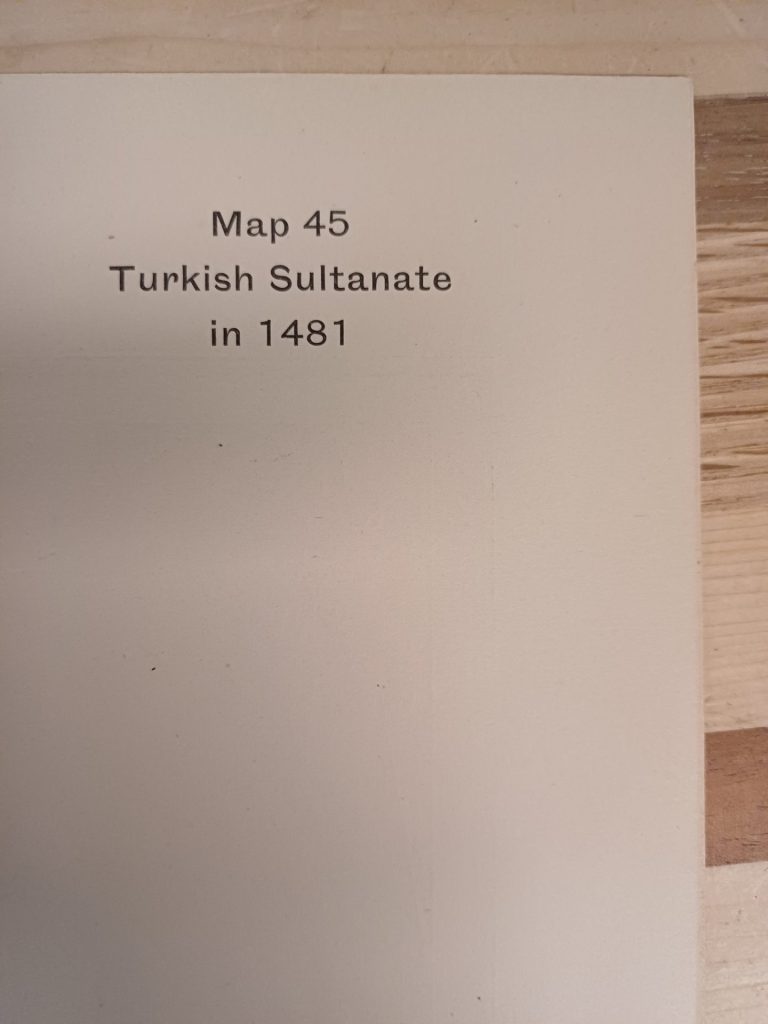 Map 45
Turkish Sultanate
in 1481